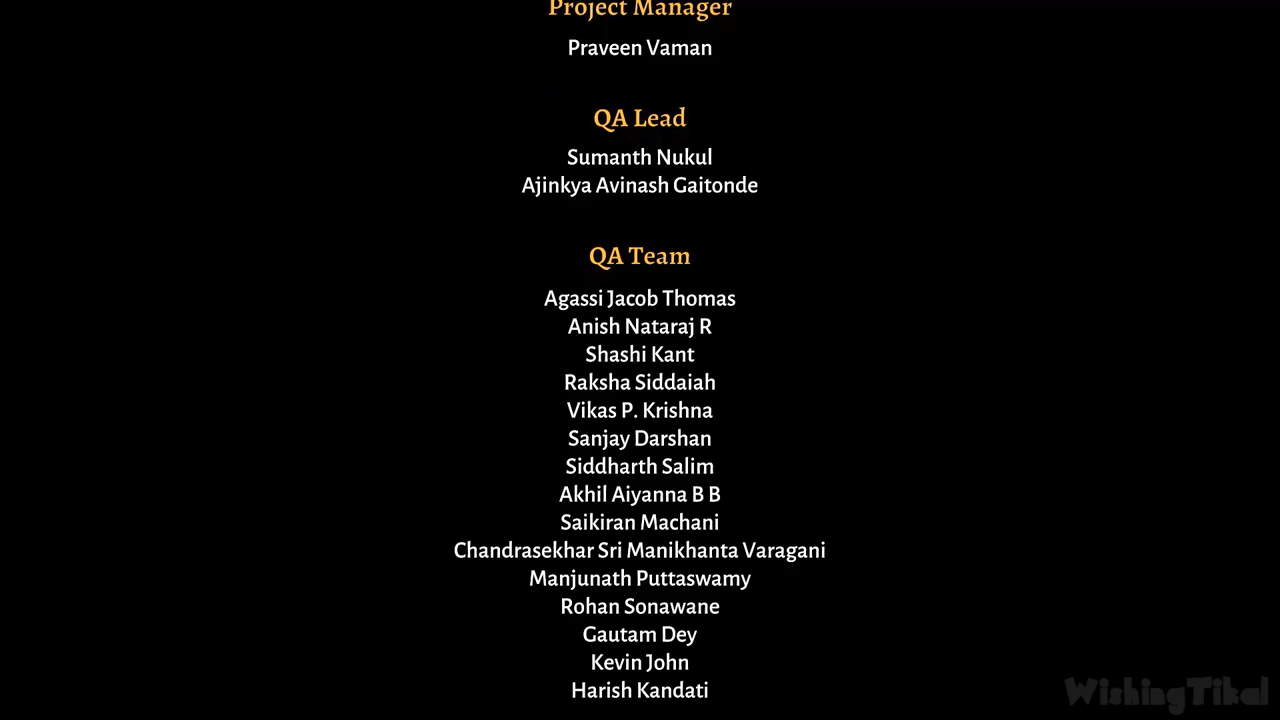 Project Manager
Praveen Vaman
QA Lead
Sumanth Nukul
Ajinkya Avinash Gaitonde
QA Team
Agassi Jacob Thomas
Anish Nataraj R
Shashi Kant
Raksha Siddaiah
Vikas P. Krishna
Sanjay Darshan
Siddharth Salim
Akhil Aiyanna B B
Saikiran Machani
Chandrasekhar Sri Manikhanta Varagani
Manjunath Puttaswamy
Rohan Sonawane
Gautam Dey
Kevin John
Harish Kandati
WishingTikal